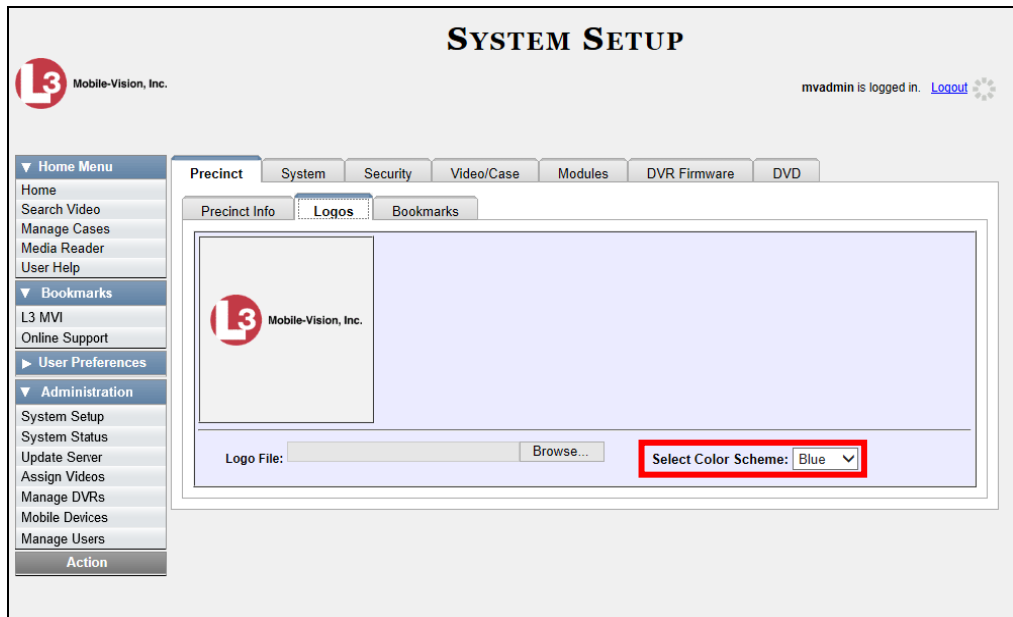 SYSTEM SETUP
L3 Mobile-Vision, Inc.
mvadmin is logged in. Logout
▼ Home Menu
Home
Search Video
Manage Cases
Media Reader
User Help
▼ Bookmarks
L3 MVI
Online Support
▶ User Preferences
▼ Administration
System Setup
System Status
Update Server
Assign Videos
Manage DVRs
Mobile Devices
Manage Users
Action
Precinct System Security Video/Case Modules DVR Firmware DVD
Precinct Info Logos Bookmarks
L3 Mobile-Vision, Inc.
Logo File: Browse... Select Color Scheme: Blue